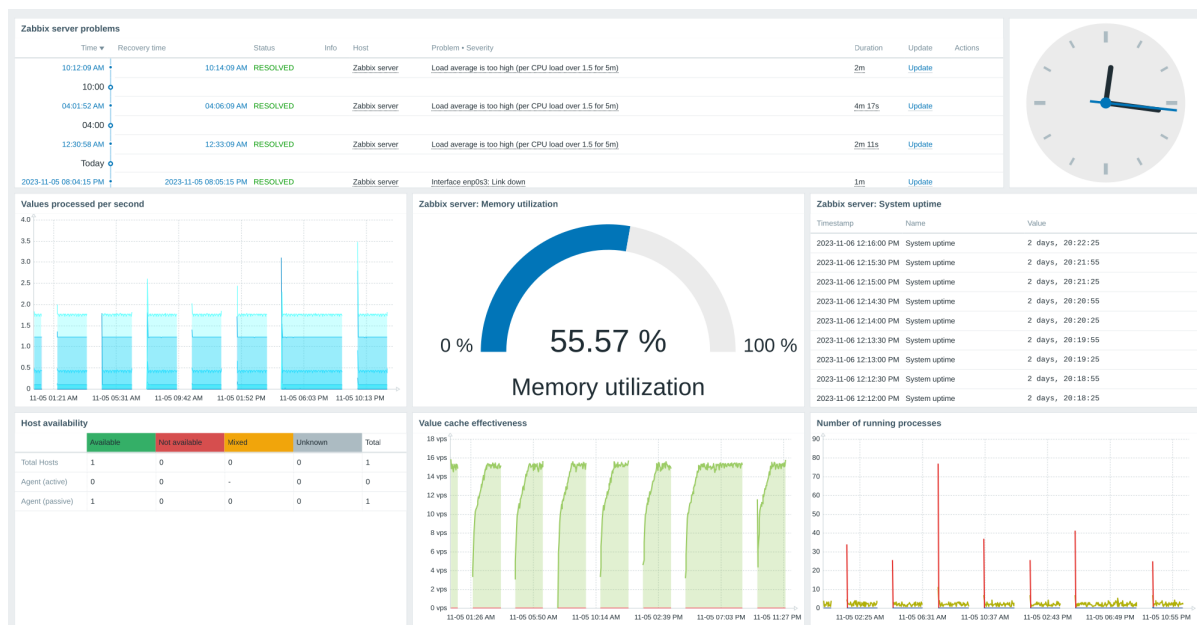 Zabbix server problems
Time ▼ Recovery time Status Info Host Problem • Severity Duration Update Actions
10:12:09 AM 10:14:09 AM RESOLVED Zabbix server Load average is too high (per CPU load over 1.5 for 5m) 2m Update
10:00
04:01:52 AM 04:06:09 AM RESOLVED Zabbix server Load average is too high (per CPU load over 1.5 for 5m) 4m 17s Update
04:00
12:30:58 AM 12:33:09 AM RESOLVED Zabbix server Load average is too high (per CPU load over 1.5 for 5m) 2m 11s Update
Today
2023-11-05 08:04:15 PM 2023-11-05 08:05:15 PM RESOLVED Zabbix server Interface enp0s3: Link down 1m Update
Values processed per second
4.0
3.5
3.0
2.5
2.0
1.5
1.0
0.5
0
11-05 01:21 AM 11-05 05:31 AM 11-05 09:42 AM 11-05 01:52 PM 11-05 06:03 PM 11-05 10:13 PM
Zabbix server: Memory utilization
0 % 55.57 % 100 %
Memory utilization
Zabbix server: System uptime
Timestamp Name Value
2023-11-06 12:16:00 PM System uptime 2 days, 20:22:25
2023-11-06 12:15:30 PM System uptime 2 days, 20:21:55
2023-11-06 12:15:00 PM System uptime 2 days, 20:21:25
2023-11-06 12:14:30 PM System uptime 2 days, 20:20:55
2023-11-06 12:14:00 PM System uptime 2 days, 20:20:25
2023-11-06 12:13:30 PM System uptime 2 days, 20:19:55
2023-11-06 12:13:00 PM System uptime 2 days, 20:19:25
2023-11-06 12:12:30 PM System uptime 2 days, 20:18:55
2023-11-06 12:12:00 PM System uptime 2 days, 20:18:25
Host availability
Available Not available Mixed Unknown Total
Total Hosts 1 0 0 0 1
Agent (active) 0 0 - 0 0
Agent (passive) 1 0 0 0 1
Value cache effectiveness
18 vps
16 vps
14 vps
12 vps
10 vps
8 vps
6 vps
4 vps
2 vps
0 vps
11-05 01:26 AM 11-05 05:50 AM 11-05 10:14 AM 11-05 02:39 PM 11-05 07:03 PM 11-05 11:27 PM
Number of running processes
90
80
70
60
50
40
30
20
10
0
11-05 02:25 AM 11-05 06:31 AM 11-05 10:37 AM 11-05 02:43 PM 11-05 06:49 PM 11-05 10:55 PM